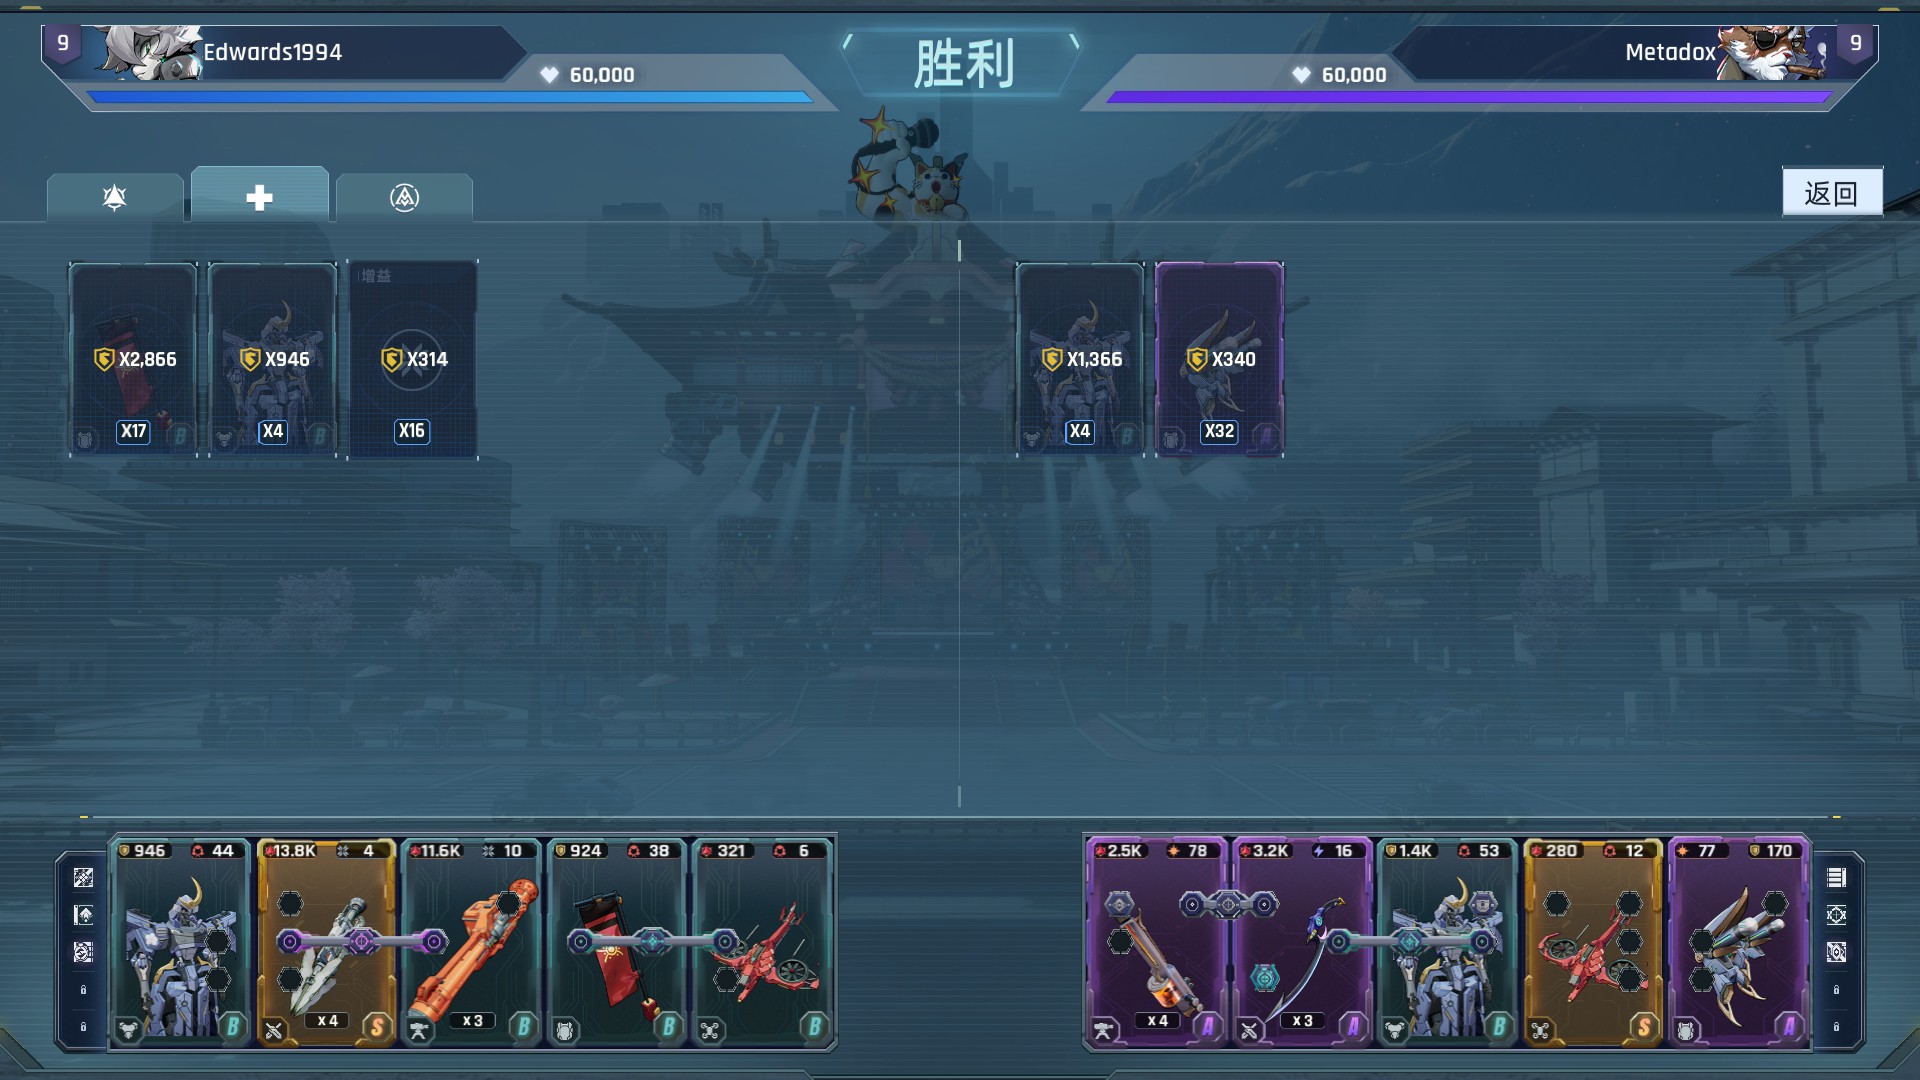 9
Edwards1994
60,000
胜利
60,000
Metadox
9
返回
增益
X2,866
X946
X314
X1,366
X340
X17
X4
X16
X4
X32
946
44
13.8K
4
11.6K
10
924
38
321
6
2.5K
78
3.2K
16
1.4K
53
280
12
77
170
B
x4
S
x3
B
B
B
x4
A
x3
A
B
S
A